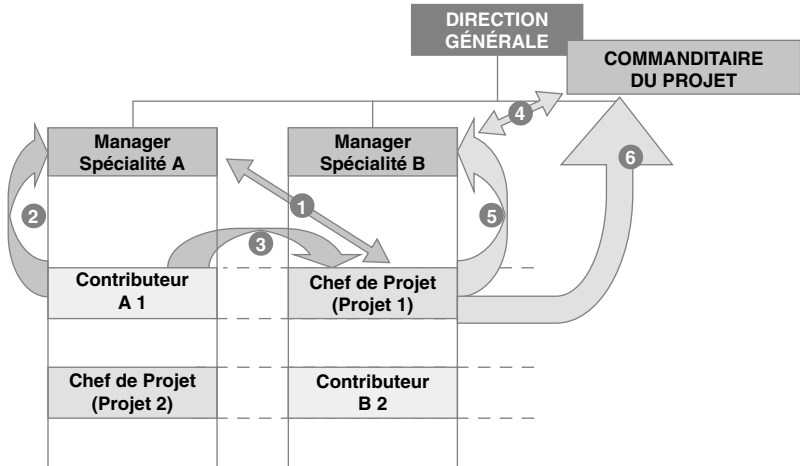 DIRECTION
GÉNÉRALE
COMMANDITAIRE
DU PROJET
4
Manager
Spécialité A
Manager
Spécialité B
6
1
2
5
3
Contributeur
A 1
Chef de Projet
(Projet 1)
Chef de Projet
(Projet 2)
Contributeur
B 2